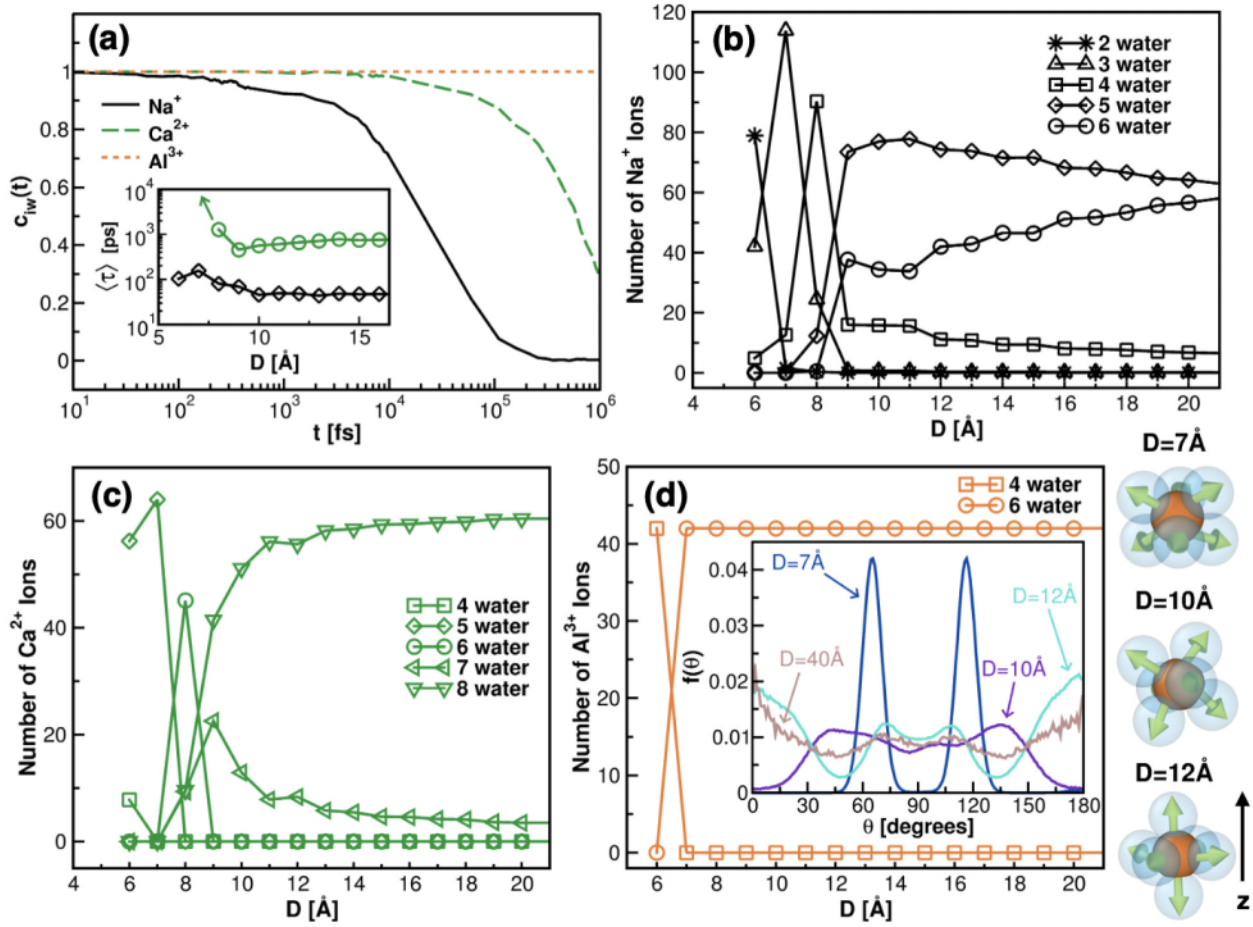 (a)
c_iw(t)
1
0.8
0.6
0.4
0.2
0
Na⁺
Ca²⁺
Al³⁺
⟨τ⟩ [ps]
10⁴
10³
10²
10¹
5
10
15
D [Å]
10¹
10²
10³
10⁴
10⁵
10⁶
t [fs]
(b)
Number of Na⁺ Ions
120
100
80
60
40
20
0
2 water
3 water
4 water
5 water
6 water
4
6
8
10
12
14
16
18
20
D [Å]
(c)
Number of Ca²⁺ Ions
60
40
20
0
4 water
5 water
6 water
7 water
8 water
4
6
8
10
12
14
16
18
20
D [Å]
(d)
Number of Al³⁺ Ions
50
40
30
20
10
0
4 water
6 water
f(θ)
0.04
0.03
0.02
0.01
0
D=7Å
D=12Å
D=40Å
D=10Å
0
30
60
90
120
150
180
θ [degrees]
6
8
10
12
14
16
18
20
D [Å]
D=7Å
D=10Å
D=12Å
z